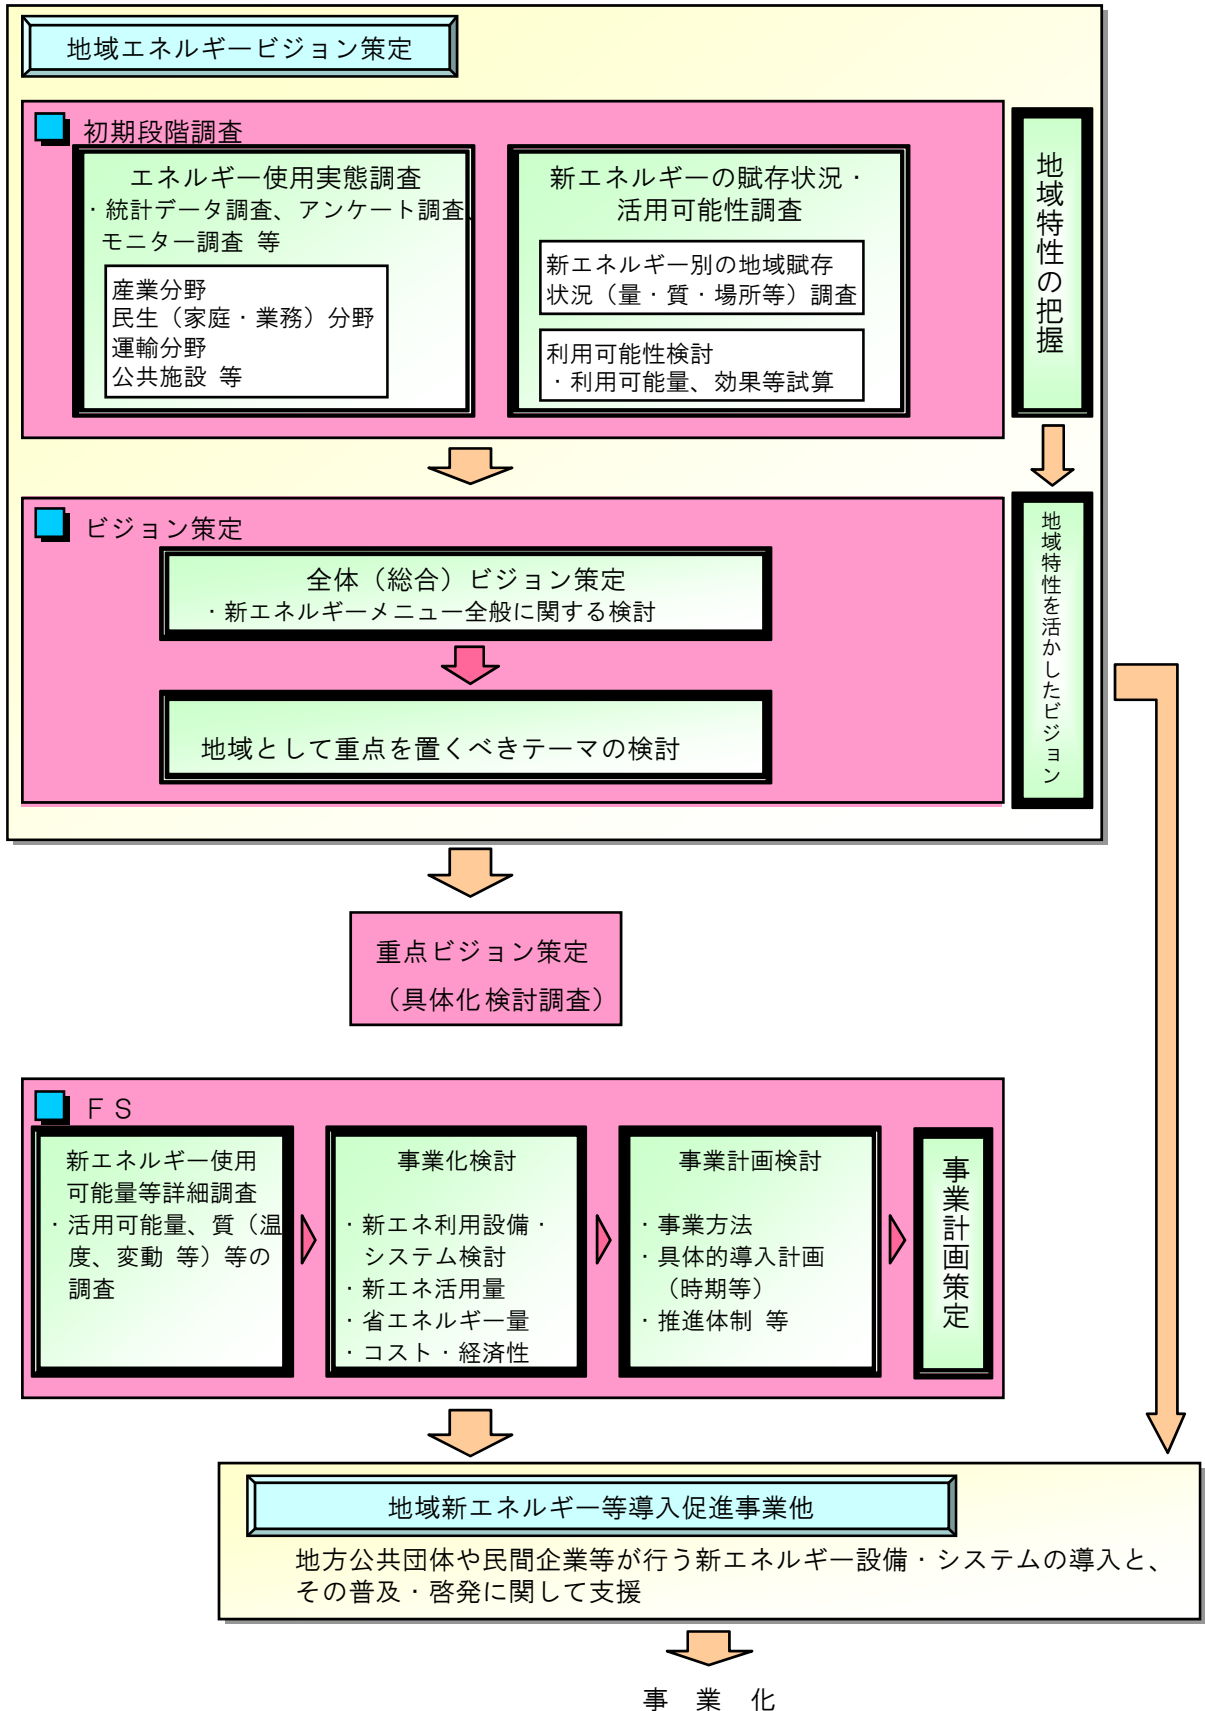 地域エネルギービジョン策定
初期段階調査
エネルギー使用実態調査
・統計データ調査、アンケート調査、
モニター調査 等
産業分野
民生（家庭・業務）分野
運輸分野
公共施設 等
新エネルギーの賦存状況・
活用可能性調査
新エネルギー別の地域賦存
状況（量・質・場所等）調査
利用可能性検討
・利用可能量、効果等試算
地域特性の把握
ビジョン策定
全体（総合）ビジョン策定
・新エネルギーメニュー全般に関する検討
地域として重点を置くべきテーマの検討
地域特性を活かしたビジョン
重点ビジョン策定
（具体化検討調査）
ＦＳ
新エネルギー使用
可能量等詳細調査
・活用可能量、質（温
度、変動 等）等の
調査
事業化検討
・新エネ利用設備・
システム検討
・新エネ活用量
・省エネルギー量
・コスト・経済性
事業計画検討
・事業方法
・具体的導入計画
（時期等）
・推進体制 等
事業計画策定
地域新エネルギー等導入促進事業他
地方公共団体や民間企業等が行う新エネルギー設備・システムの導入と、
その普及・啓発に関して支援
事 業 化